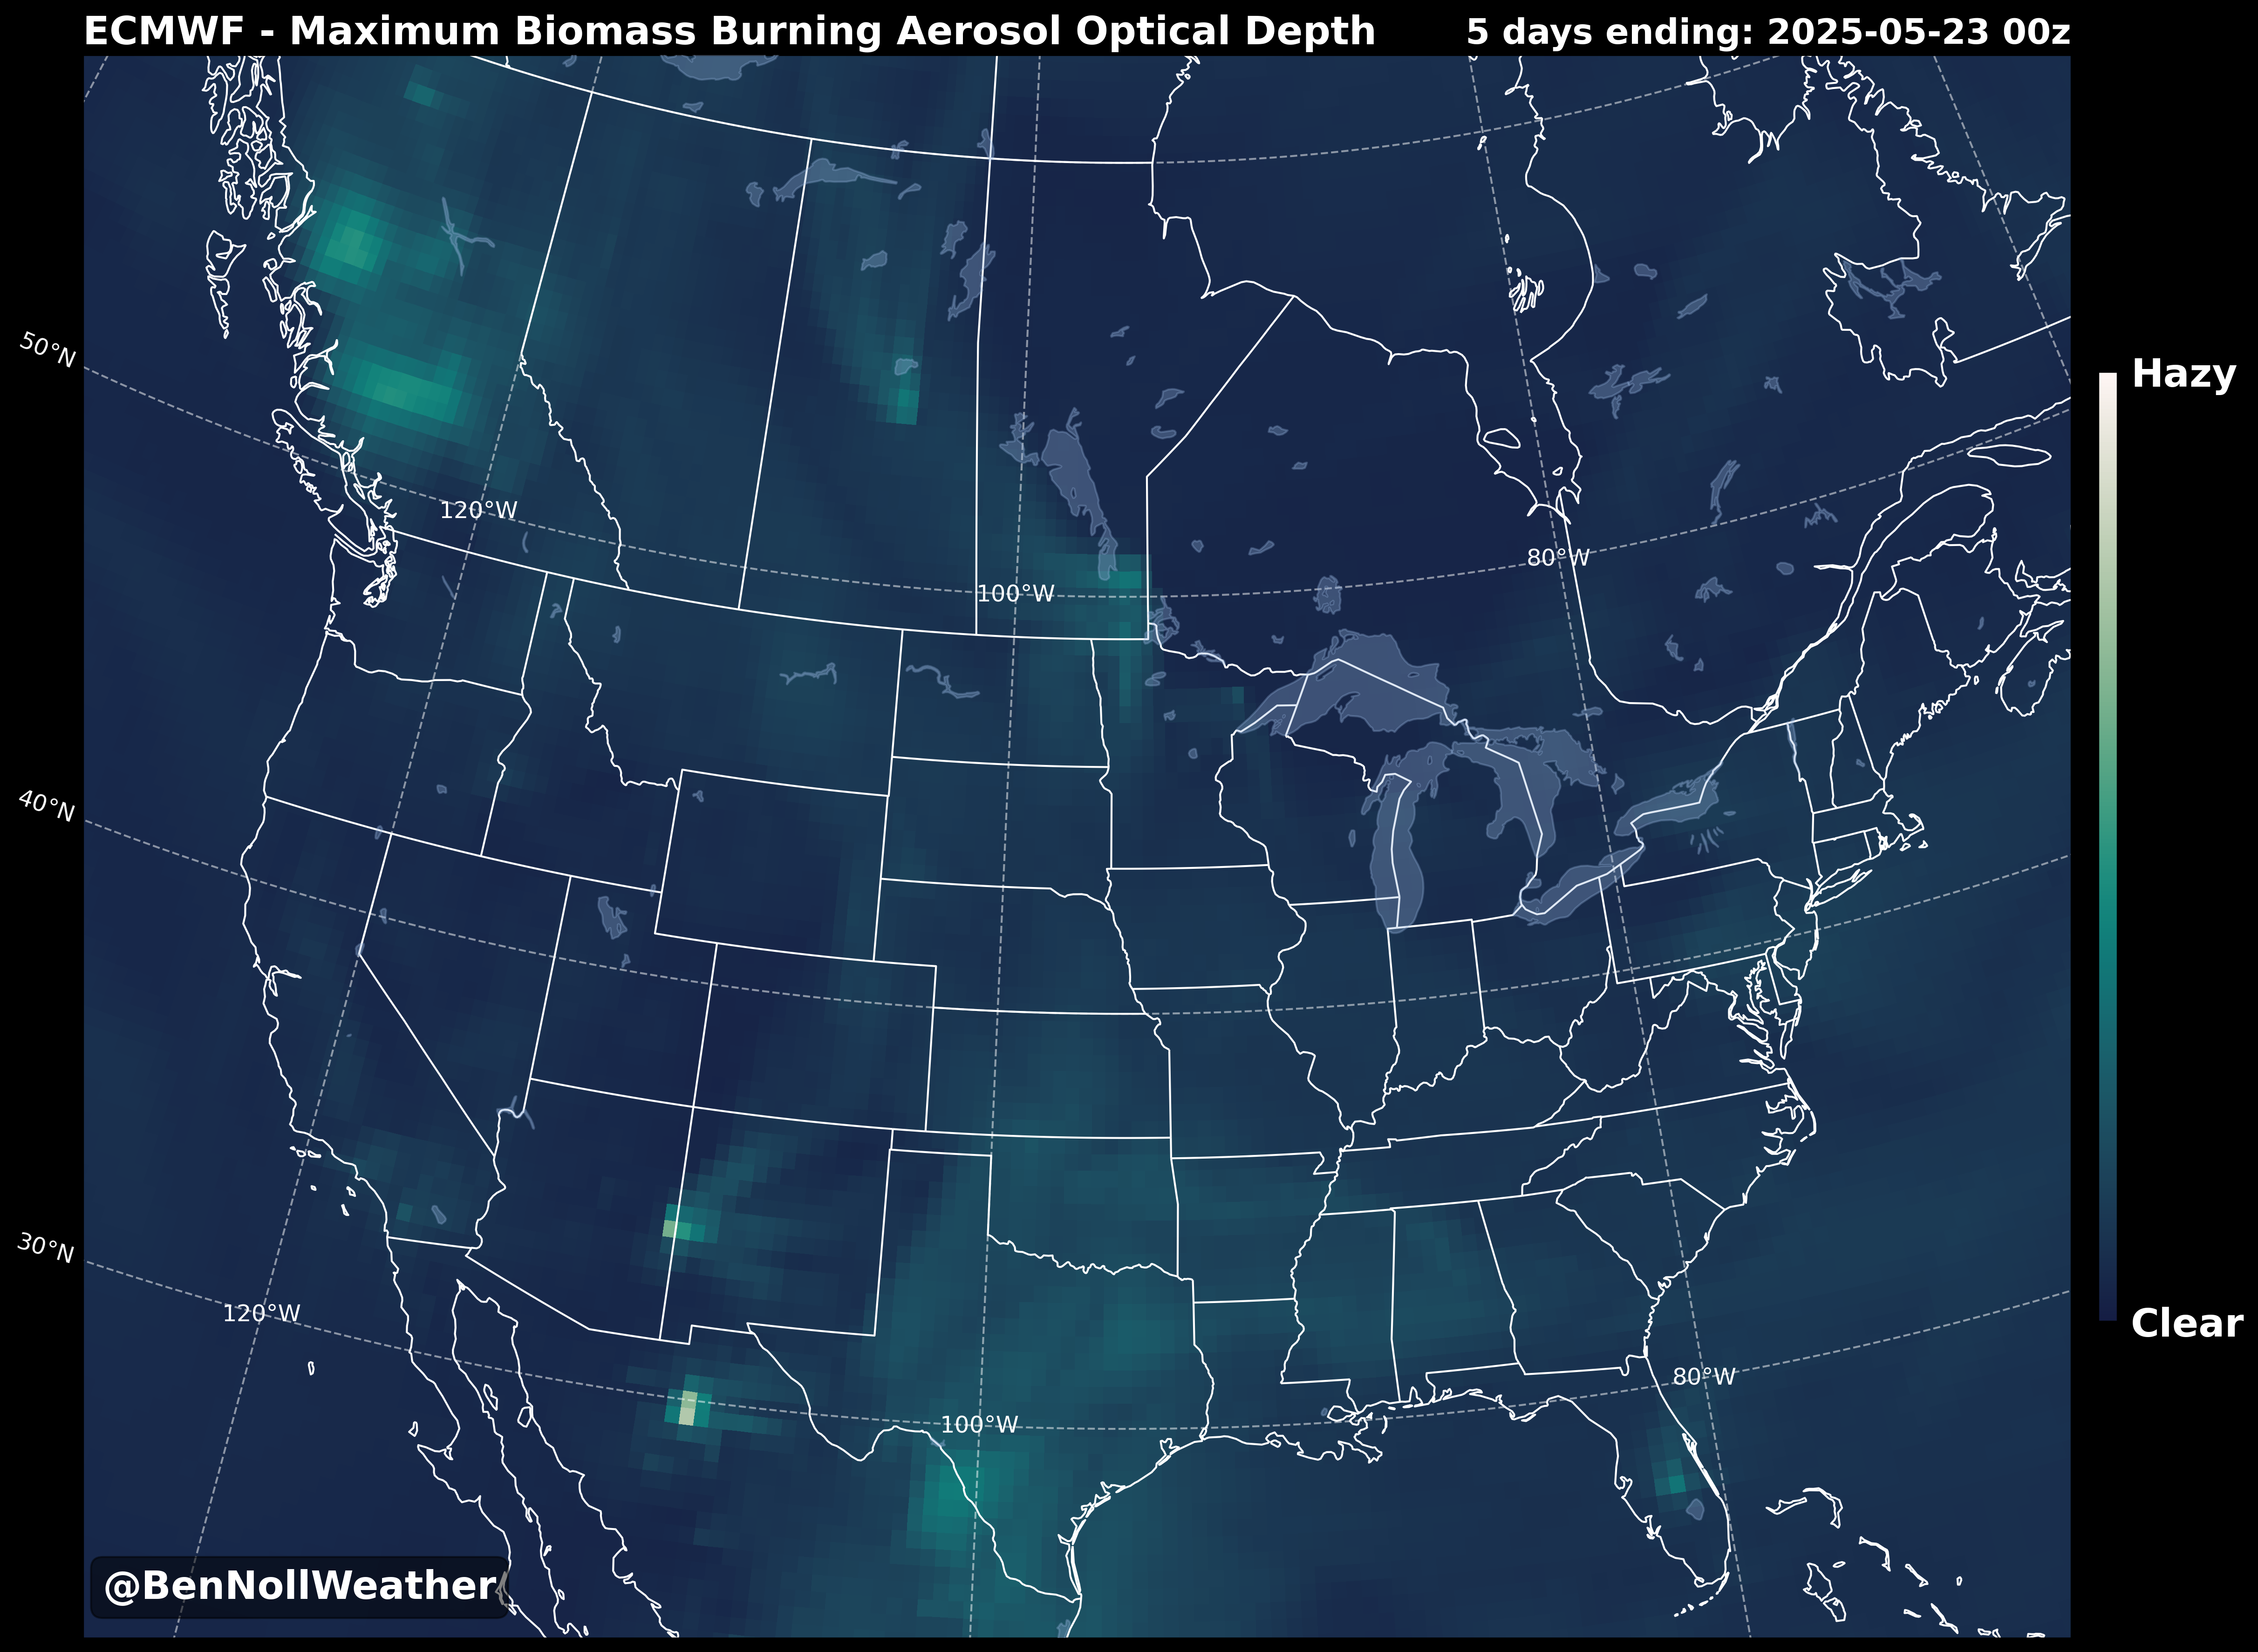 ECMWF - Maximum Biomass Burning Aerosol Optical Depth
5 days ending: 2025-05-23 00z
50°N
Hazy
120°W
80°W
100°W
40°N
30°N
120°W
Clear
80°W
100°W
@BenNollWeather